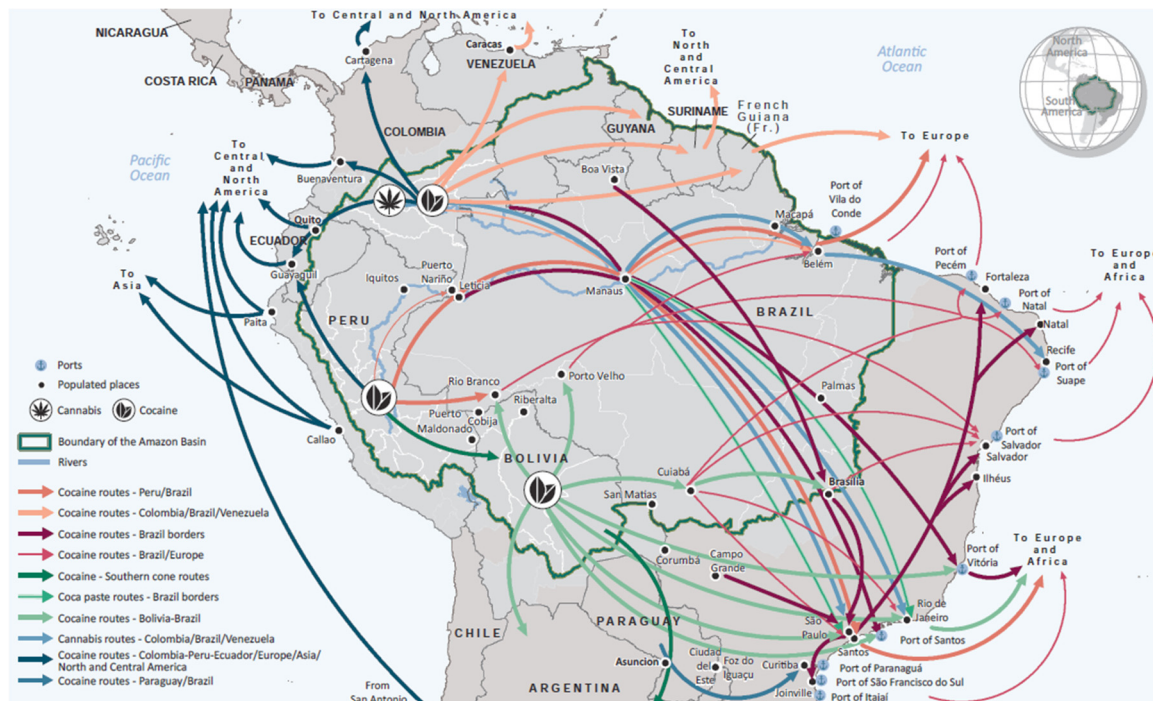 To Central and North America
NICARAGUA
COSTA RICA
PANAMA
Cartagena
Caracas
VENEZUELA
To
North
and
Central
America
Atlantic
Ocean
North
America
South
America
COLOMBIA
GUYANA
SURINAME
French
Guiana
(Fr.)
To Europe
Pacific
Ocean
To
Central
and
North
America
Buenaventura
Boa Vista
Port of
Vila do
Conde
Macapá
Quito
ECUADOR
Guayaquil
Belém
Port of
Pecém
Fortaleza
To Europe
and
Africa
To
Asia
Iquitos
Puerto
Nariño
Leticia
Manaus
Port of
Natal
Paita
PERU
BRAZIL
Natal
Recife
Port of
Suape
Ports
Populated places
Cannabis
Cocaine
Boundary of the Amazon Basin
Rivers
Rio Branco
Porto Velho
Riberalta
Palmas
Puerto
Maldonado
Cobija
Callao
Port of
Salvador
Salvador
BOLIVIA
Cuiabá
San Matias
Brasília
Ilhéus
Cocaine routes - Peru/Brazil
Cocaine routes - Colombia/Brazil/Venezuela
Cocaine routes - Brazil borders
Cocaine routes - Brazil/Europe
Cocaine - Southern cone routes
Coca paste routes - Brazil borders
Cocaine routes - Bolivia-Brazil
Cannabis routes - Colombia/Brazil/Venezuela
Cocaine routes - Colombia-Peru-Ecuador/Europe/Asia/
North and Central America
Cocaine routes - Paraguay/Brazil
Corumbá
Campo
Grande
Port of
Vitória
To Europe
and
Africa
CHILE
PARAGUAY
São
Paulo
Rio de
Janeiro
Santos
Port of Santos
Asuncion
Ciudad
del
Este
Foz do
Iguaçu
Curitiba
Port of Paranaguá
Port of São Francisco do Sul
Joinville
Port of Itajaí
ARGENTINA
From
San Antonio